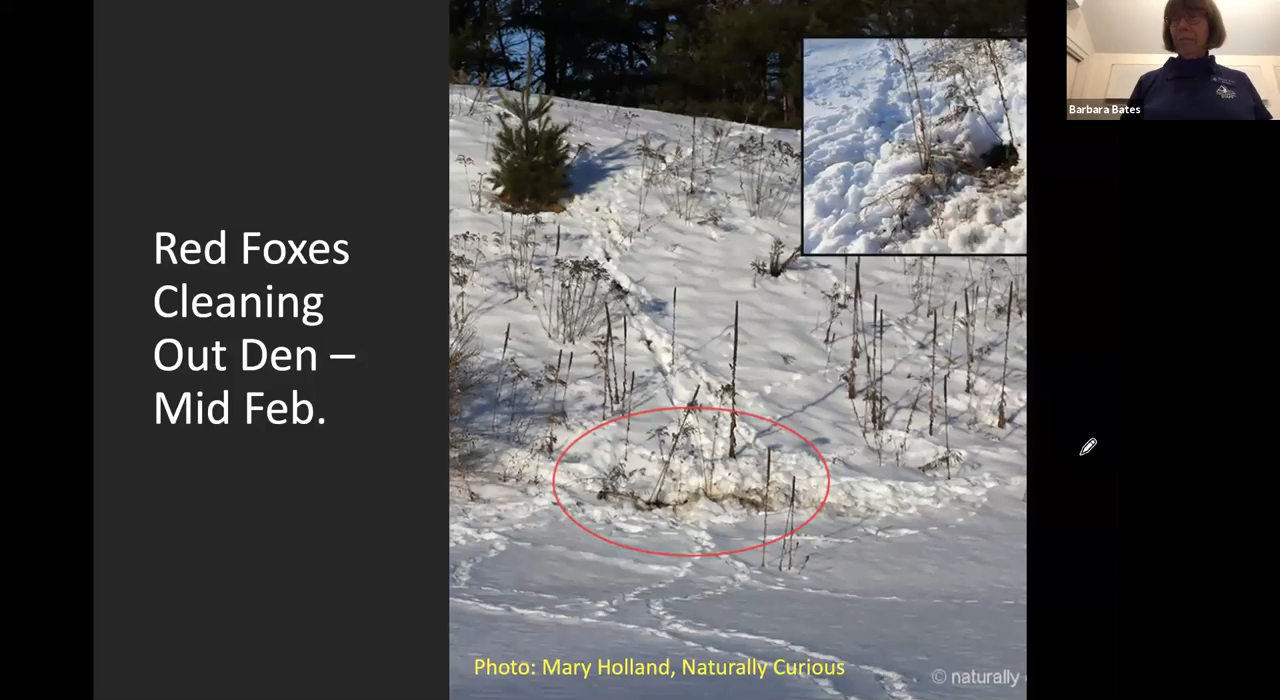 Red Foxes
Cleaning
Out Den –
Mid Feb.
Barbara Bates
Photo: Mary Holland, Naturally Curious
© naturally